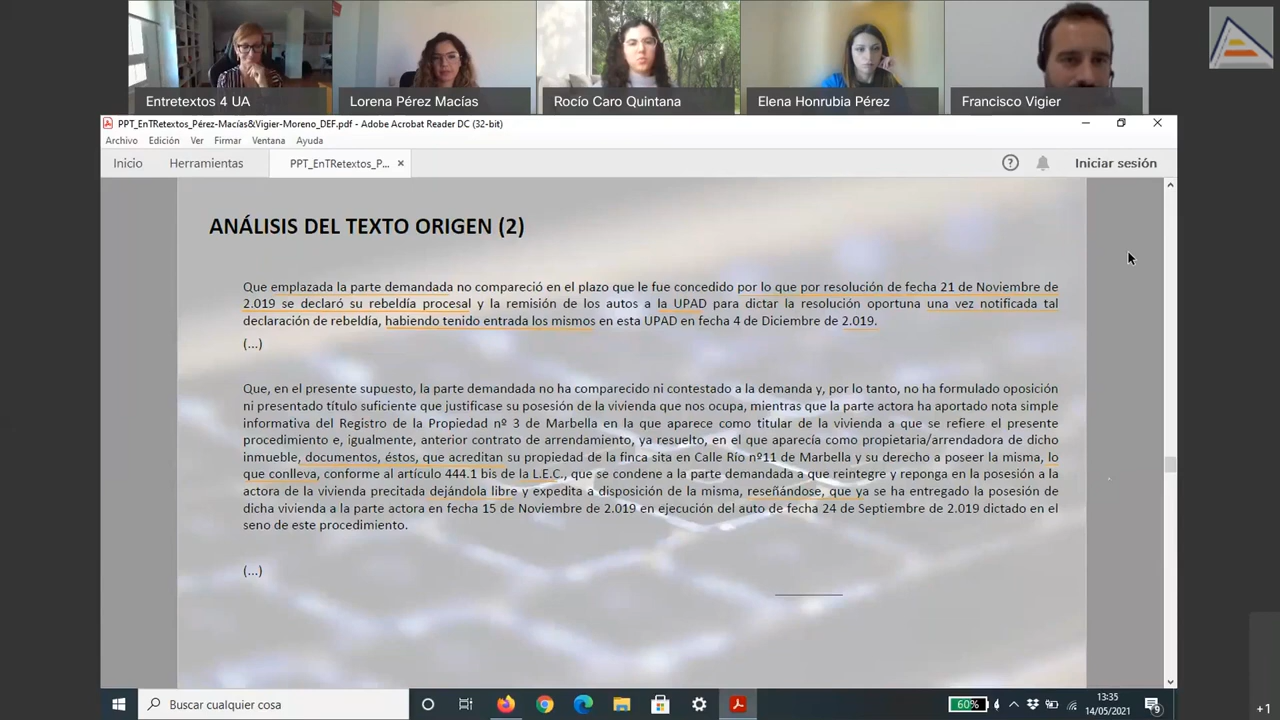 Entretextos 4 UA
Lorena Pérez Macías
Rocío Caro Quintana
Elena Honrubia Pérez
Francisco Vigier
PPT_EnTRetextos_Pérez-Macías&Vigier-Moreno_DEF.pdf - Adobe Acrobat Reader DC (32-bit)
Archivo Edición Ver Firmar Ventana Ayuda
Inicio Herramientas PPT_EnTRetextos_P... × Iniciar sesión
ANÁLISIS DEL TEXTO ORIGEN (2)
Que emplazada la parte demandada no compareció en el plazo que le fue concedido por lo que por resolución de fecha 21 de Noviembre de
2.019 se declaró su rebeldía procesal y la remisión de los autos a la UPAD para dictar la resolución oportuna una vez notificada tal
declaración de rebeldía, habiendo tenido entrada los mismos en esta UPAD en fecha 4 de Diciembre de 2.019.
(...)
Que, en el presente supuesto, la parte demandada no ha comparecido ni contestado a la demanda y, por lo tanto, no ha formulado oposición
ni presentado título suficiente que justificase su posesión de la vivienda que nos ocupa, mientras que la parte actora ha aportado nota simple
informativa del Registro de la Propiedad nº 3 de Marbella en la que aparece como titular de la vivienda a que se refiere el presente
procedimiento e, igualmente, anterior contrato de arrendamiento, ya resuelto, en el que aparecía como propietaria/arrendadora de dicho
inmueble, documentos, éstos, que acreditan su propiedad de la finca sita en Calle Río nº11 de Marbella y su derecho a poseer la misma, lo
que conlleva, conforme al artículo 444.1 bis de la L.E.C., que se condene a la parte demandada a que reintegre y reponga en la posesión a la
actora de la vivienda precitada dejándola libre y expedita a disposición de la misma, reseñándose, que ya se ha entregado la posesión de
dicha vivienda a la parte actora en fecha 15 de Noviembre de 2.019 en ejecución del auto de fecha 24 de Septiembre de 2.019 dictado en el
seno de este procedimiento.
(...)
Buscar cualquier cosa
60%
13:35
14/05/2021
9
+1